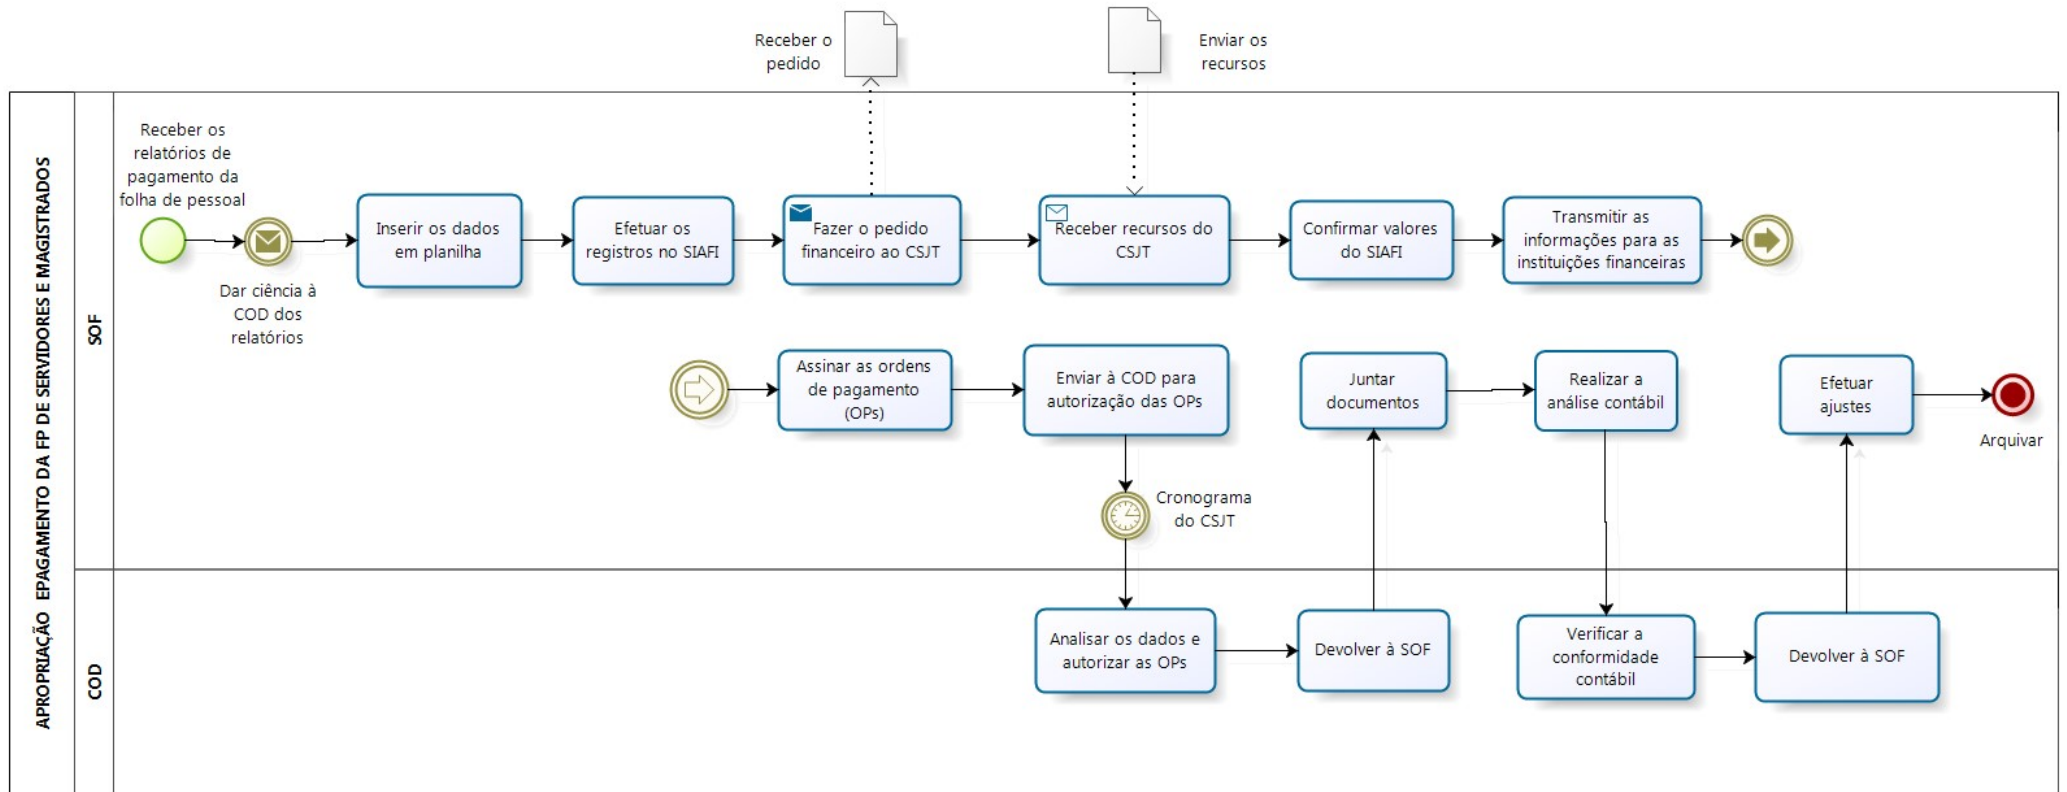 Receber o
pedido
Enviar os
recursos
APROPRIAÇÃO EPAGAMENTO DA FP DE SERVIDORES E MAGISTRADOS
SOF
Receber os
relatórios de
pagamento da
folha de pessoal
Dar ciência à
COD dos
relatórios
Inserir os dados
em planilha
Efetuar os
registros no SIAFI
Fazer o pedido
financeiro ao CSJT
Receber recursos do
CSJT
Confirmar valores
do SIAFI
Transmitir as
informações para as
instituições financeiras
Assinar as ordens
de pagamento
(OPs)
Enviar à COD para
autorização das OPs
Cronograma
do CSJT
Juntar
documentos
Realizar a
análise contábil
Efetuar
ajustes
Arquivar
COD
Analisar os dados e
autorizar as OPs
Devolver à SOF
Verificar a
conformidade
contábil
Devolver à SOF